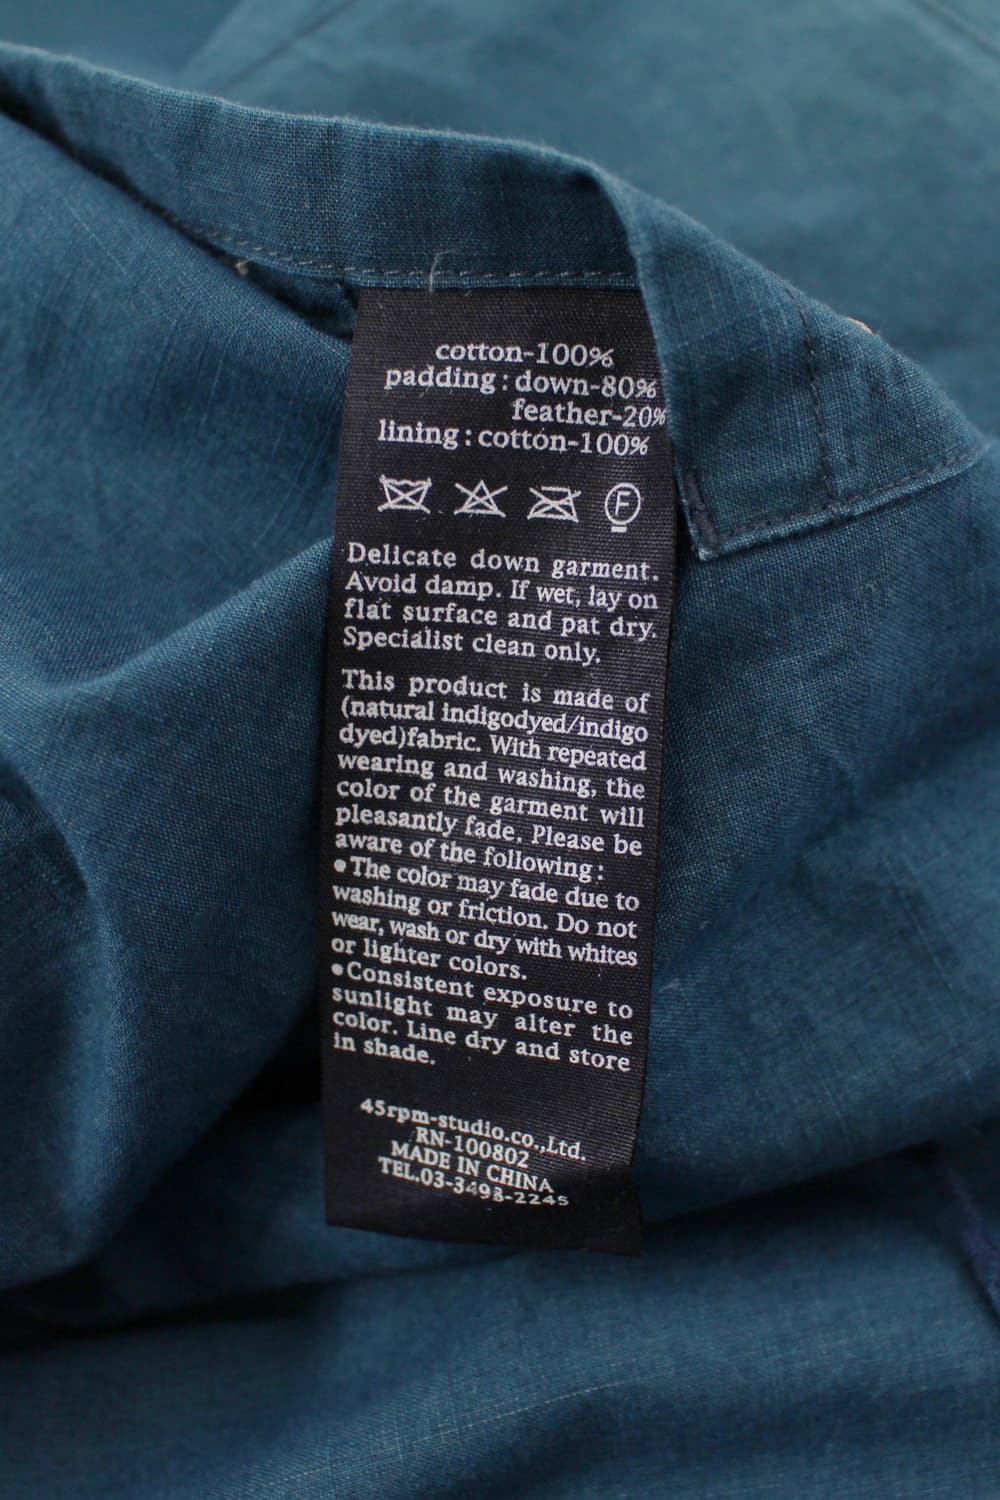 cotton-100%
padding:down-80%
feather-20%
lining:cotton-100%
F
Delicate down garment.
Avoid damp. If wet, lay on
flat surface and pat dry.
Specialist clean only.
This product is made of
(natural indigodyed/indigo
dyed)fabric. With repeated
wearing and washing, the
color of the garment will
pleasantly fade. Please be
aware of the following:
•The color may fade due to
washing or friction. Do not
wear, wash or dry with whites
or lighter colors.
•Consistent exposure to
sunlight may alter the
color. Line dry and store
in shade.
45rpm-studio.co.,Ltd.
RN-100802
MADE IN CHINA
TEL.03-3498-2245